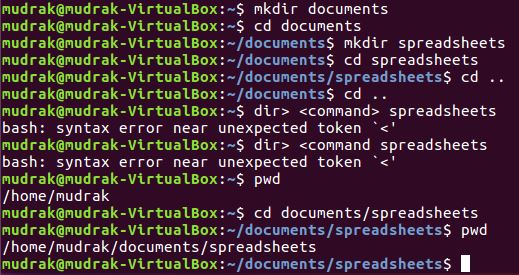 mudrak@mudrak-VirtualBox:~$ mkdir documents
mudrak@mudrak-VirtualBox:~$ cd documents
mudrak@mudrak-VirtualBox:~/documents$ mkdir spreadsheets
mudrak@mudrak-VirtualBox:~/documents$ cd spreadsheets
mudrak@mudrak-VirtualBox:~/documents/spreadsheets$ cd ..
mudrak@mudrak-VirtualBox:~/documents$ cd ..
mudrak@mudrak-VirtualBox:~$ dir> <command> spreadsheets
bash: syntax error near unexpected token `<'
mudrak@mudrak-VirtualBox:~$ dir> <command spreadsheets
bash: syntax error near unexpected token `<'
mudrak@mudrak-VirtualBox:~$ pwd
/home/mudrak
mudrak@mudrak-VirtualBox:~$ cd documents/spreadsheets
mudrak@mudrak-VirtualBox:~/documents/spreadsheets$ pwd
/home/mudrak/documents/spreadsheets
mudrak@mudrak-VirtualBox:~/documents/spreadsheets$